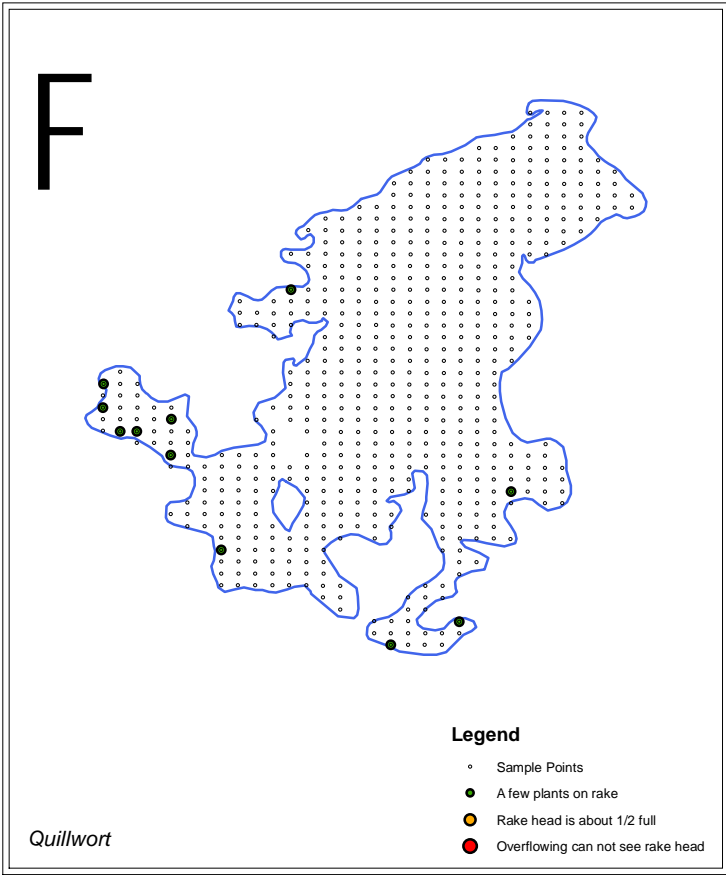 F
Legend
Sample Points
A few plants on rake
Rake head is about 1/2 full
Overflowing can not see rake head
Quillwort